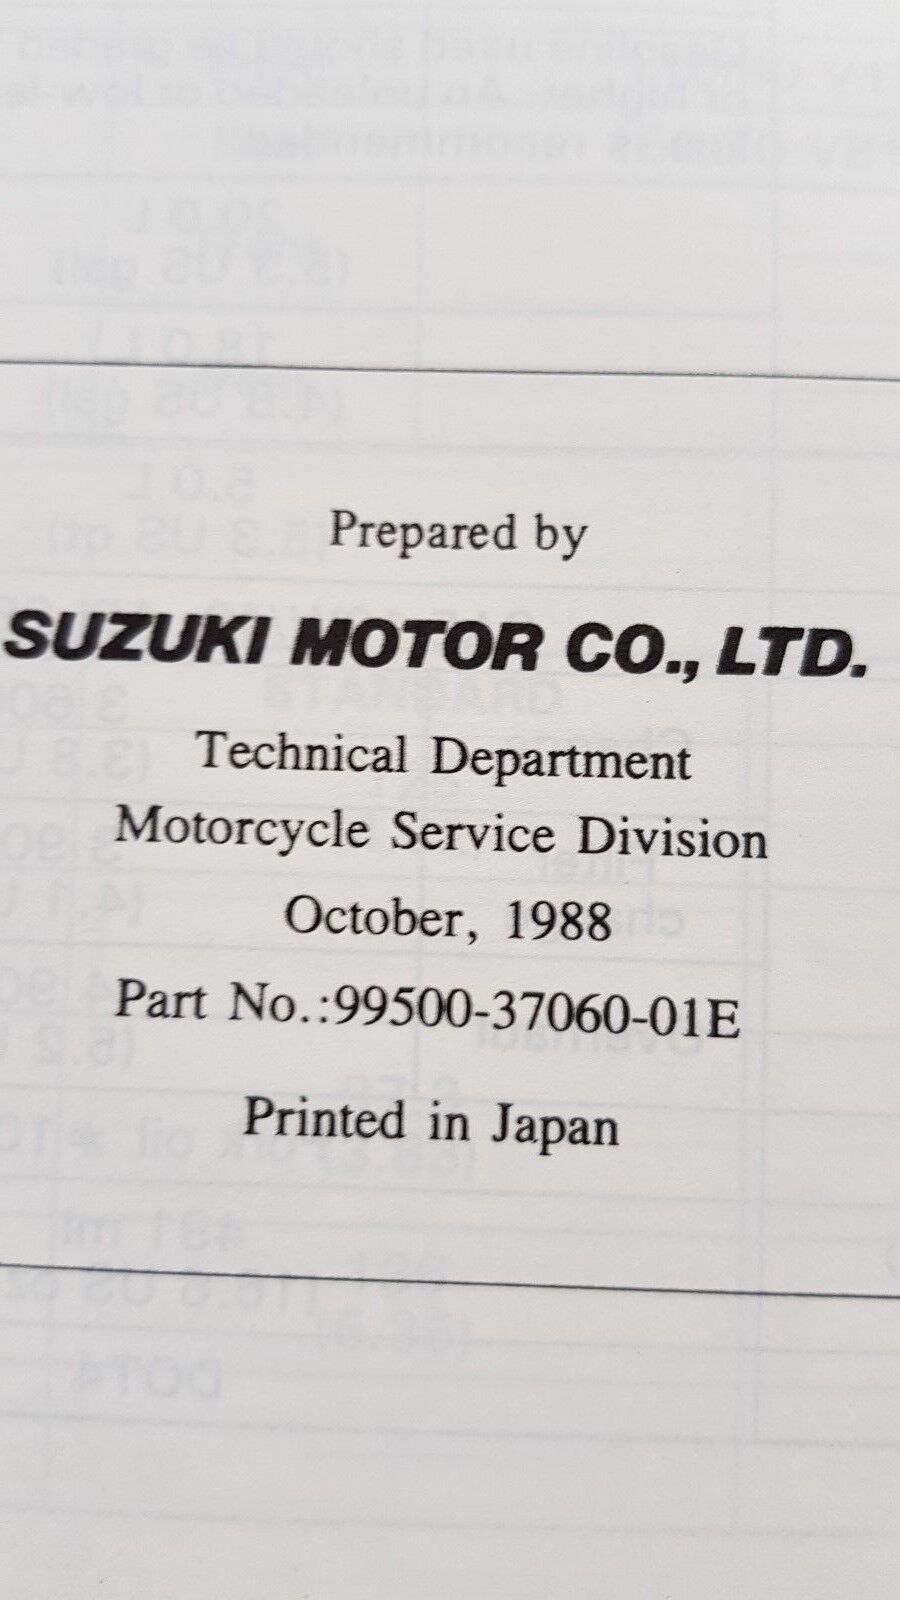 Prepared by
SUZUKI MOTOR CO., LTD.
Technical Department
Motorcycle Service Division
October, 1988
Part No.:99500-37060-01E
Printed in Japan